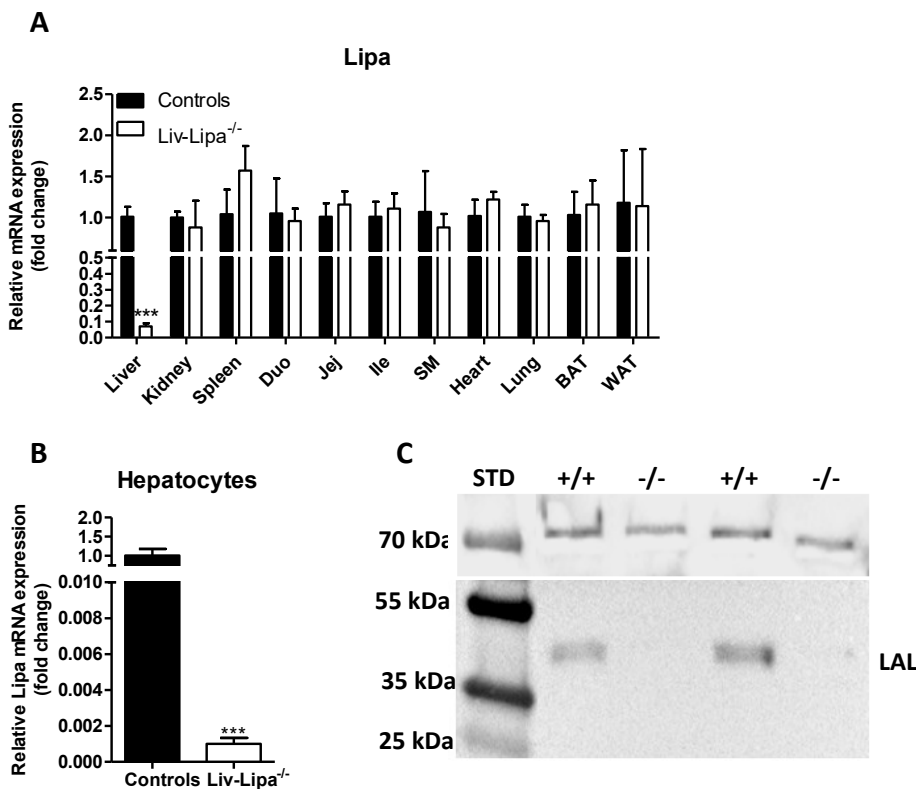 A
Lipa
Controls
Liv-Lipa-/-
Relative mRNA expression
(fold change)
2.5
2.0
1.5
1.0
0.5
0.4
0.3
0.2
0.1
0.0
***
Liver
Kidney
Spleen
Duo
Jej
Ile
SM
Heart
Lung
BAT
WAT
B
Hepatocytes
Relative Lipa mRNA expression
(fold change)
2.0
1.5
1.0
0.010
0.008
0.006
0.004
0.002
0.000
***
Controls Liv-Lipa-/-
C
STD +/+ -/- +/+ -/-
70 kDa
55 kDa
LAL
35 kDa
25 kDa